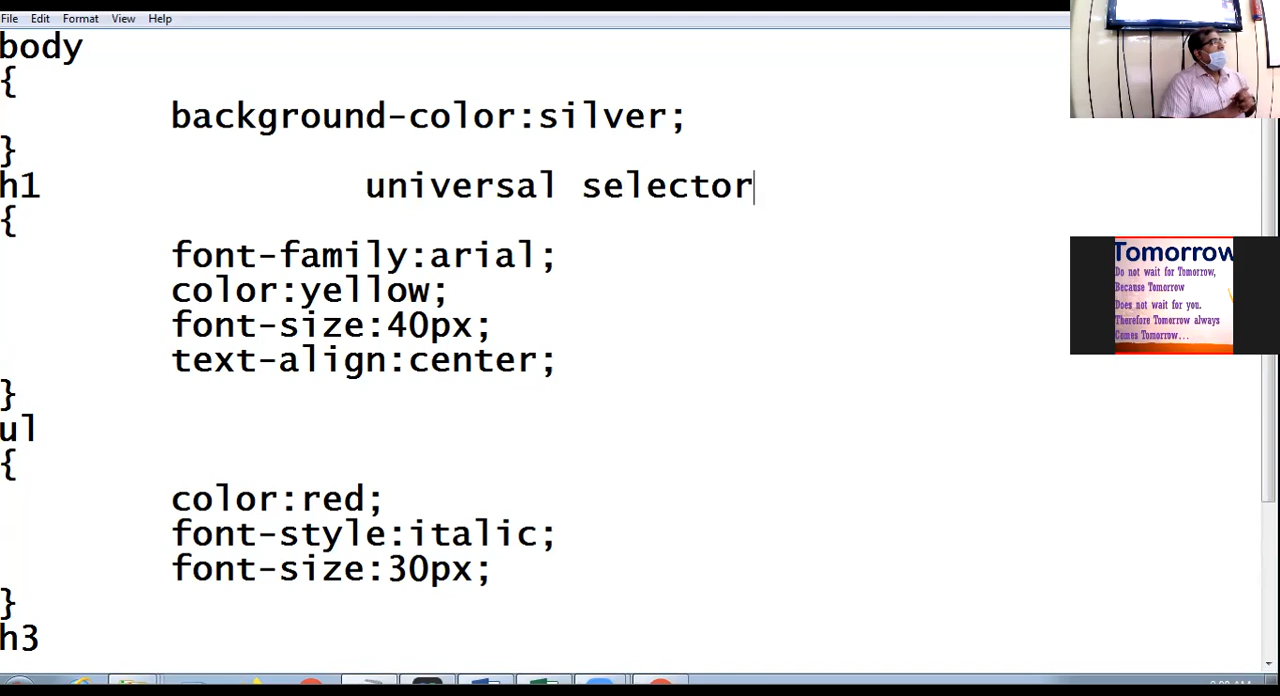 File Edit Format View Help
body
{
background-color:silver;
}
h1 universal selector
{
font-family:arial;
color:yellow;
font-size:40px;
text-align:center;
}
ul
{
color:red;
font-style:italic;
font-size:30px;
}
h3
Tomorrow
Do not wait for Tomorrow,
Because Tomorrow
Does not wait for you.
Therefore Tomorrow always
Comes Tomorrow...